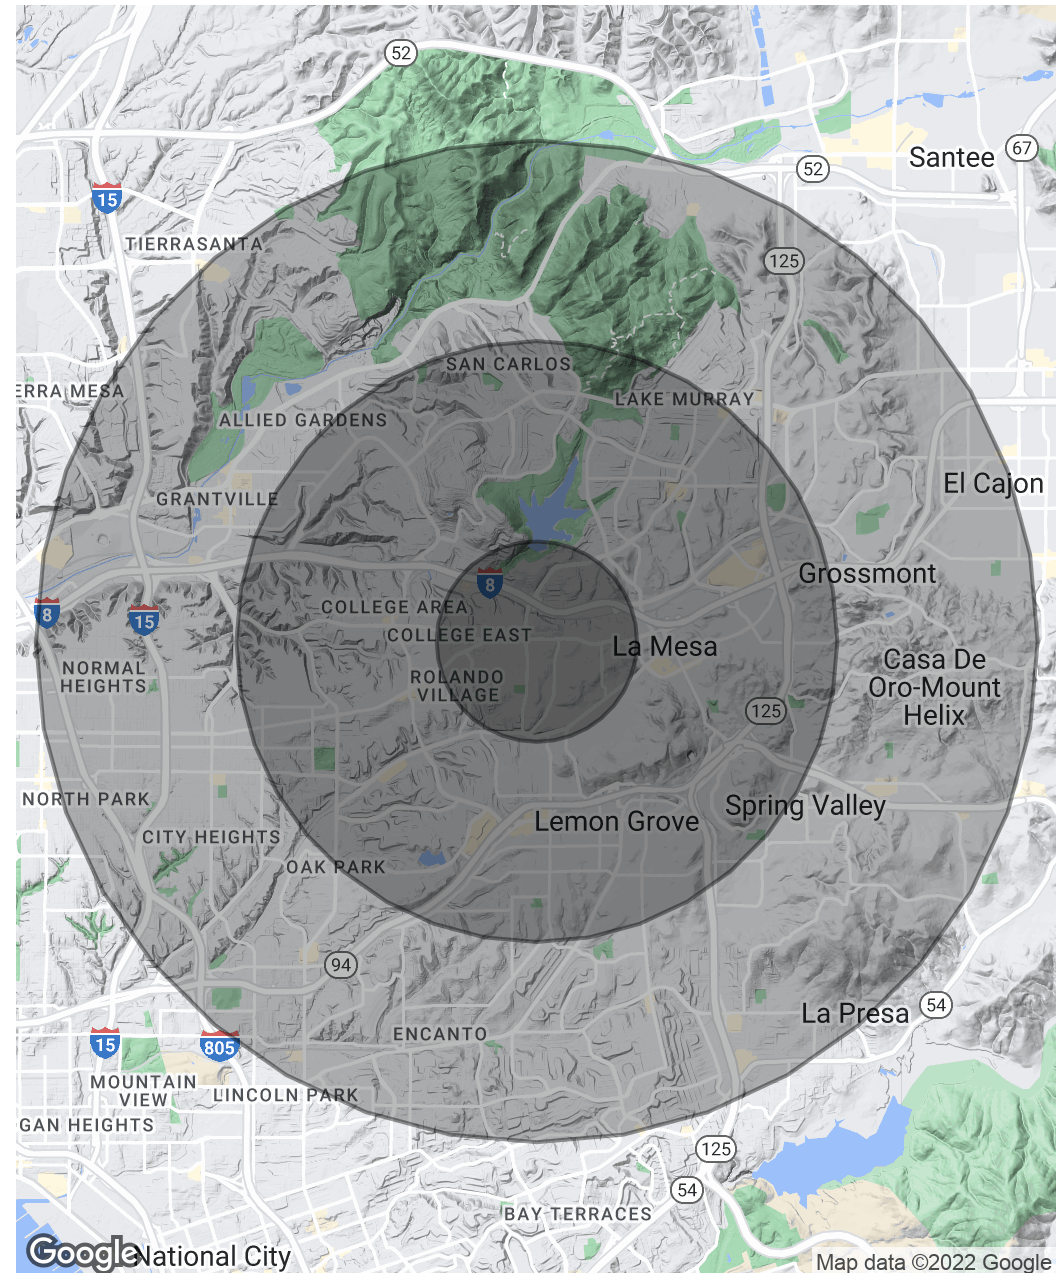 52
Santee
67
52
15
TIERRASANTA
125
SAN CARLOS
ERRA MESA
LAKE MURRAY
ALLIED GARDENS
El Cajon
GRANTVILLE
Grossmont
8
8
COLLEGE AREA
15
COLLEGE EAST
La Mesa
NORMAL
HEIGHTS
ROLANDO
VILLAGE
Casa De
Oro-Mount
Helix
125
NORTH PARK
Spring Valley
Lemon Grove
CITY HEIGHTS
OAK PARK
94
54
La Presa
ENCANTO
15
805
MOUNTAIN
VIEW
LINCOLN PARK
GAN HEIGHTS
125
54
BAY TERRACES
Google
National City
Map data ©2022 Google